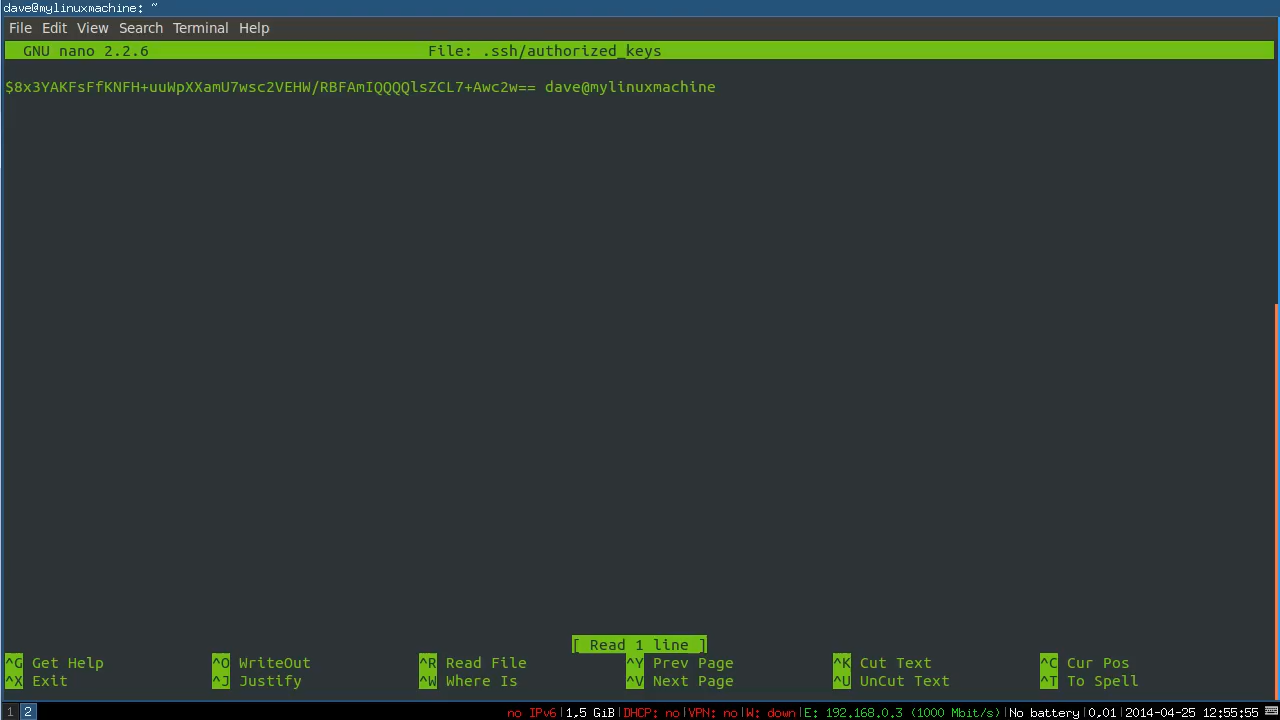 dave@mylinuxmachine: ~
File Edit View Search Terminal Help
GNU nano 2.2.6 File: .ssh/authorized_keys
$8x3YAKFsFfKNFH+uuWpXXamU7wsc2VEHW/RBFAmIQQQQlsZCL7+Awc2w== dave@mylinuxmachine
[ Read 1 line ]
^G Get Help ^O WriteOut ^R Read File ^Y Prev Page ^K Cut Text ^C Cur Pos
^X Exit ^J Justify ^W Where Is ^V Next Page ^U UnCut Text ^T To Spell
1 2 no IPv6|1,5 GiB|DHCP: no|VPN: no|W: down|E: 192.168.0.3 (1000 Mbit/s)|No battery|0.01|2014-04-25 12:55:55